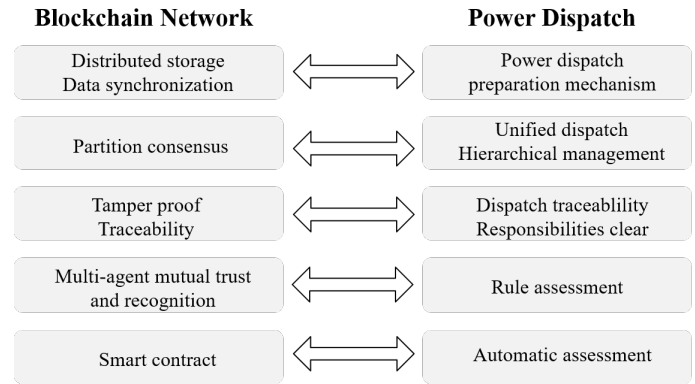 Blockchain Network
Power Dispatch
Distributed storage
Data synchronization
Power dispatch
preparation mechanism
Partition consensus
Unified dispatch
Hierarchical management
Tamper proof
Traceability
Dispatch traceablility
Responsibilities clear
Multi-agent mutual trust
and recognition
Rule assessment
Smart contract
Automatic assessment